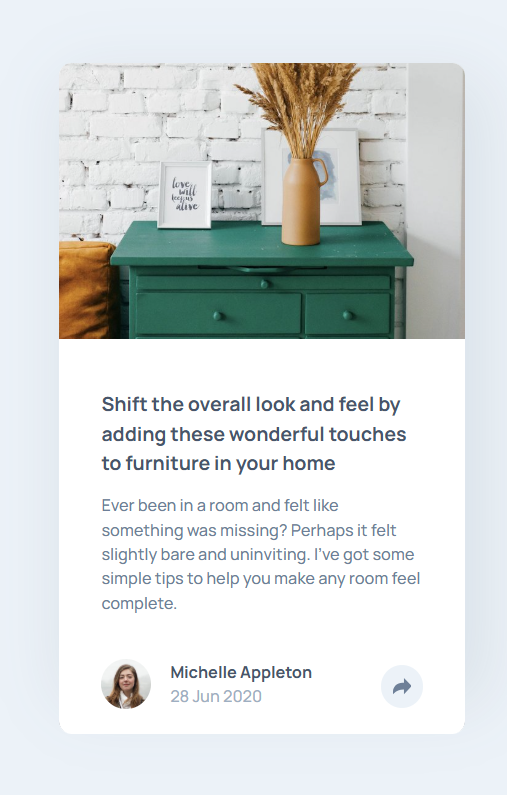 love
will
keep us
alive
Shift the overall look and feel by
adding these wonderful touches
to furniture in your home
Ever been in a room and felt like
something was missing? Perhaps it felt
slightly bare and uninviting. I've got some
simple tips to help you make any room feel
complete.
Michelle Appleton
28 Jun 2020